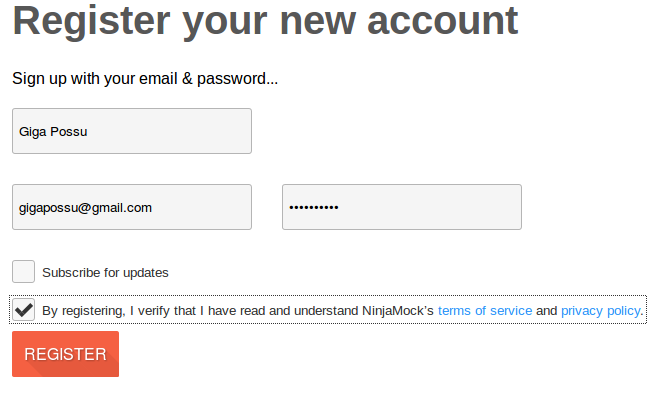 Register your new account
Sign up with your email & password...
Giga Possu
gigapossu@gmail.com
••••••••••
Subscribe for updates
By registering, I verify that I have read and understand NinjaMock's terms of service and privacy policy.
REGISTER